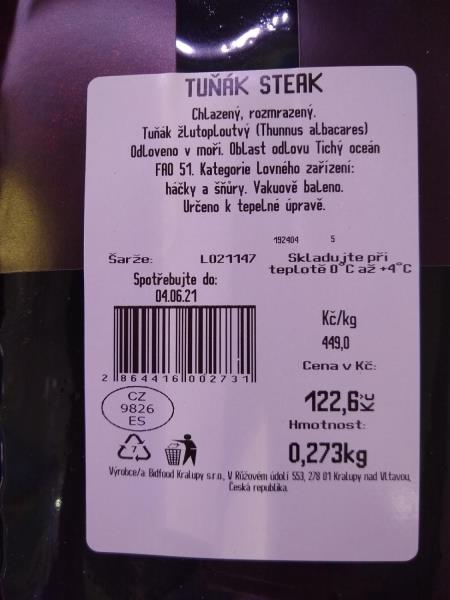 TUŇÁK STEAK
Chlazený, rozmrazený.
Tuňák žlutoploutvý (Thunnus albacares)
Odloveno v moři. Oblast odlovu Tichý oceán
FAO 51. Kategorie Lovného zařízení:
háčky a šňůry. Vakuově baleno.
Určeno k tepelné úpravě.
192404 5
Šarže: L021147
Skladujte při
teplotě 0°C až +4°C
Spotřebujte do:
04.06.21
2 864416 002731
Kč/kg
449,0
Cena v Kč:
122,6 Kč
Hmotnost:
0,273kg
CZ
9826
ES
7
Výrobce/a Bidfood Kralupy s.r.o., V Růžovém údolí 553, 278 01 Kralupy nad Vltavou,
Česká republika.